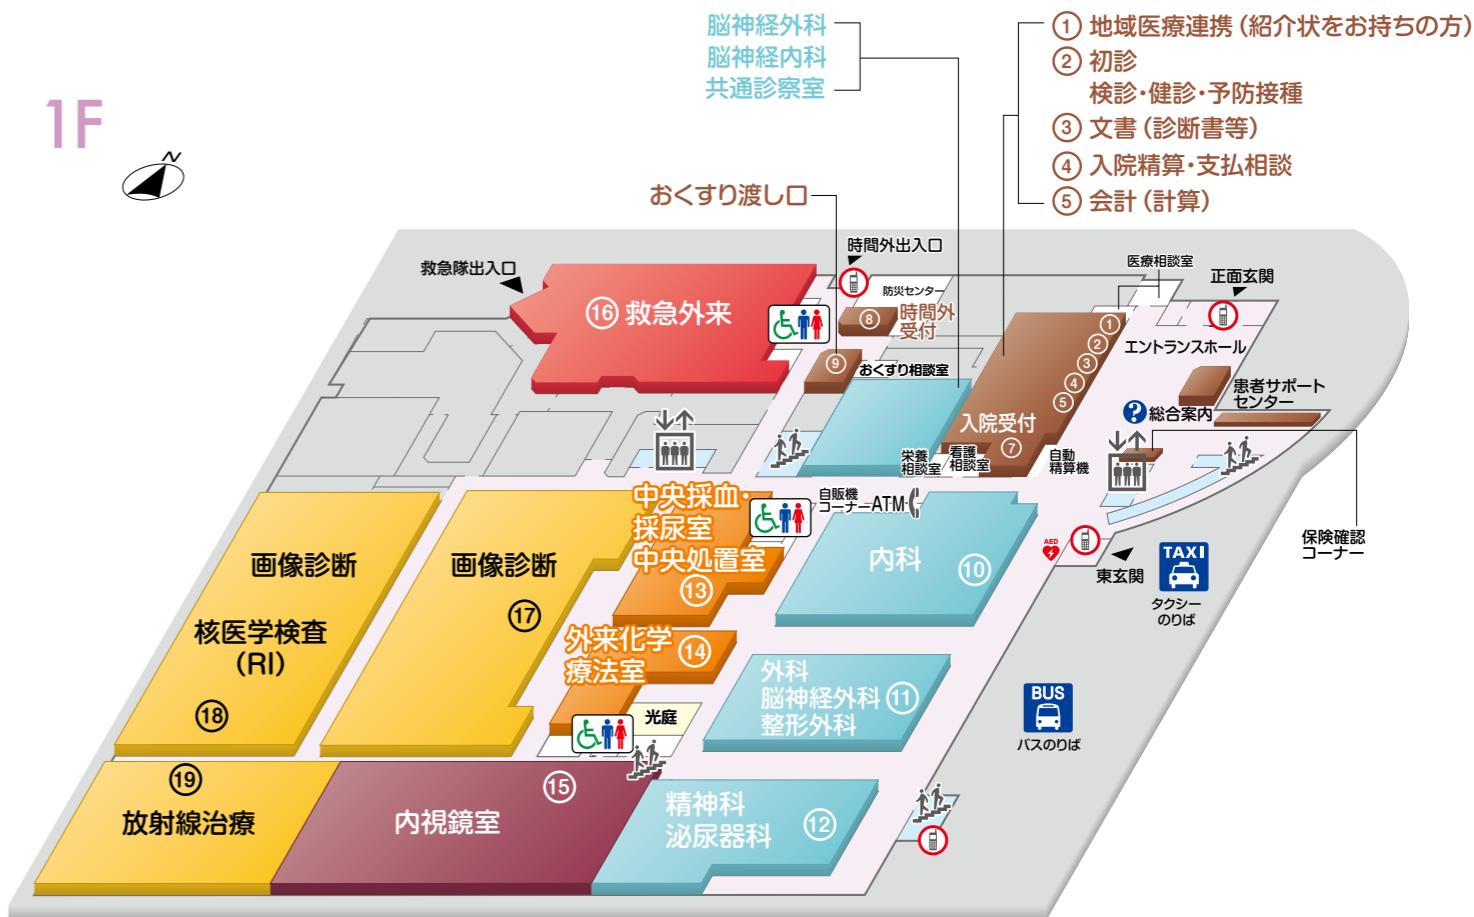 1F
N
脳神経外科
脳神経内科
共通診察室
① 地域医療連携（紹介状をお持ちの方）
② 初診
検診・健診・予防接種
③ 文書（診断書等）
④ 入院精算・支払相談
⑤ 会計（計算）
おくすり渡し口
救急隊出入口
時間外出入口
医療相談室
正面玄関
防災センター
⑯ 救急外来
⑧ 時間外
受付
⑨
おくすり相談室
①
②
③
④
⑤
エントランスホール
患者サポート
センター
? 総合案内
入院受付
⑦
栄養
相談室
看護
相談室
自動
精算機
保険確認
コーナー
中央採血・
採尿室
中央処置室
⑬
自販機
コーナー ATM
内科
⑩
AED
東玄関
TAXI
タクシー
のりば
画像診断
核医学検査
（RI）
⑱
画像診断
⑰
外来化学
療法室
⑭
外科
脳神経外科
整形外科
⑪
BUS
バスのりば
光庭
⑲
放射線治療
⑮
内視鏡室
精神科
泌尿器科
⑫